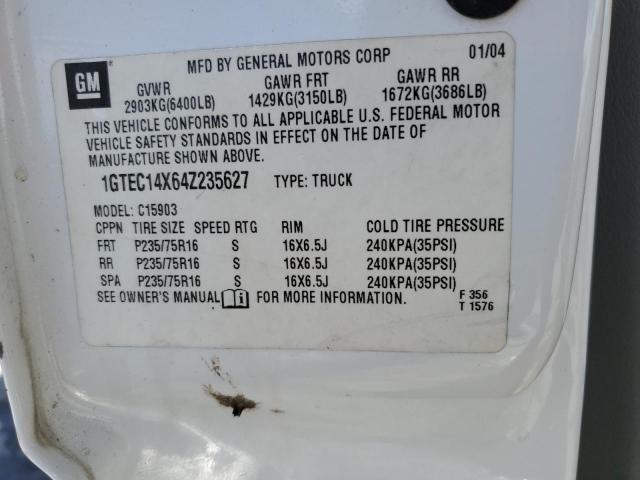 GM
MFD BY GENERAL MOTORS CORP 01/04
GVWR GAWR FRT GAWR RR
2903KG(6400LB) 1429KG(3150LB) 1672KG(3686LB)
THIS VEHICLE CONFORMS TO ALL APPLICABLE U.S. FEDERAL MOTOR
VEHICLE SAFETY STANDARDS IN EFFECT ON THE DATE OF
MANUFACTURE SHOWN ABOVE.
1GTEC14X64Z235627 TYPE: TRUCK
MODEL: C15903
CPPN TIRE SIZE SPEED RTG RIM COLD TIRE PRESSURE
FRT P235/75R16 S 16X6.5J 240KPA(35PSI)
RR P235/75R16 S 16X6.5J 240KPA(35PSI)
SPA P235/75R16 S 16X6.5J 240KPA(35PSI)
SEE OWNER'S MANUAL FOR MORE INFORMATION.
F 356
T 1576